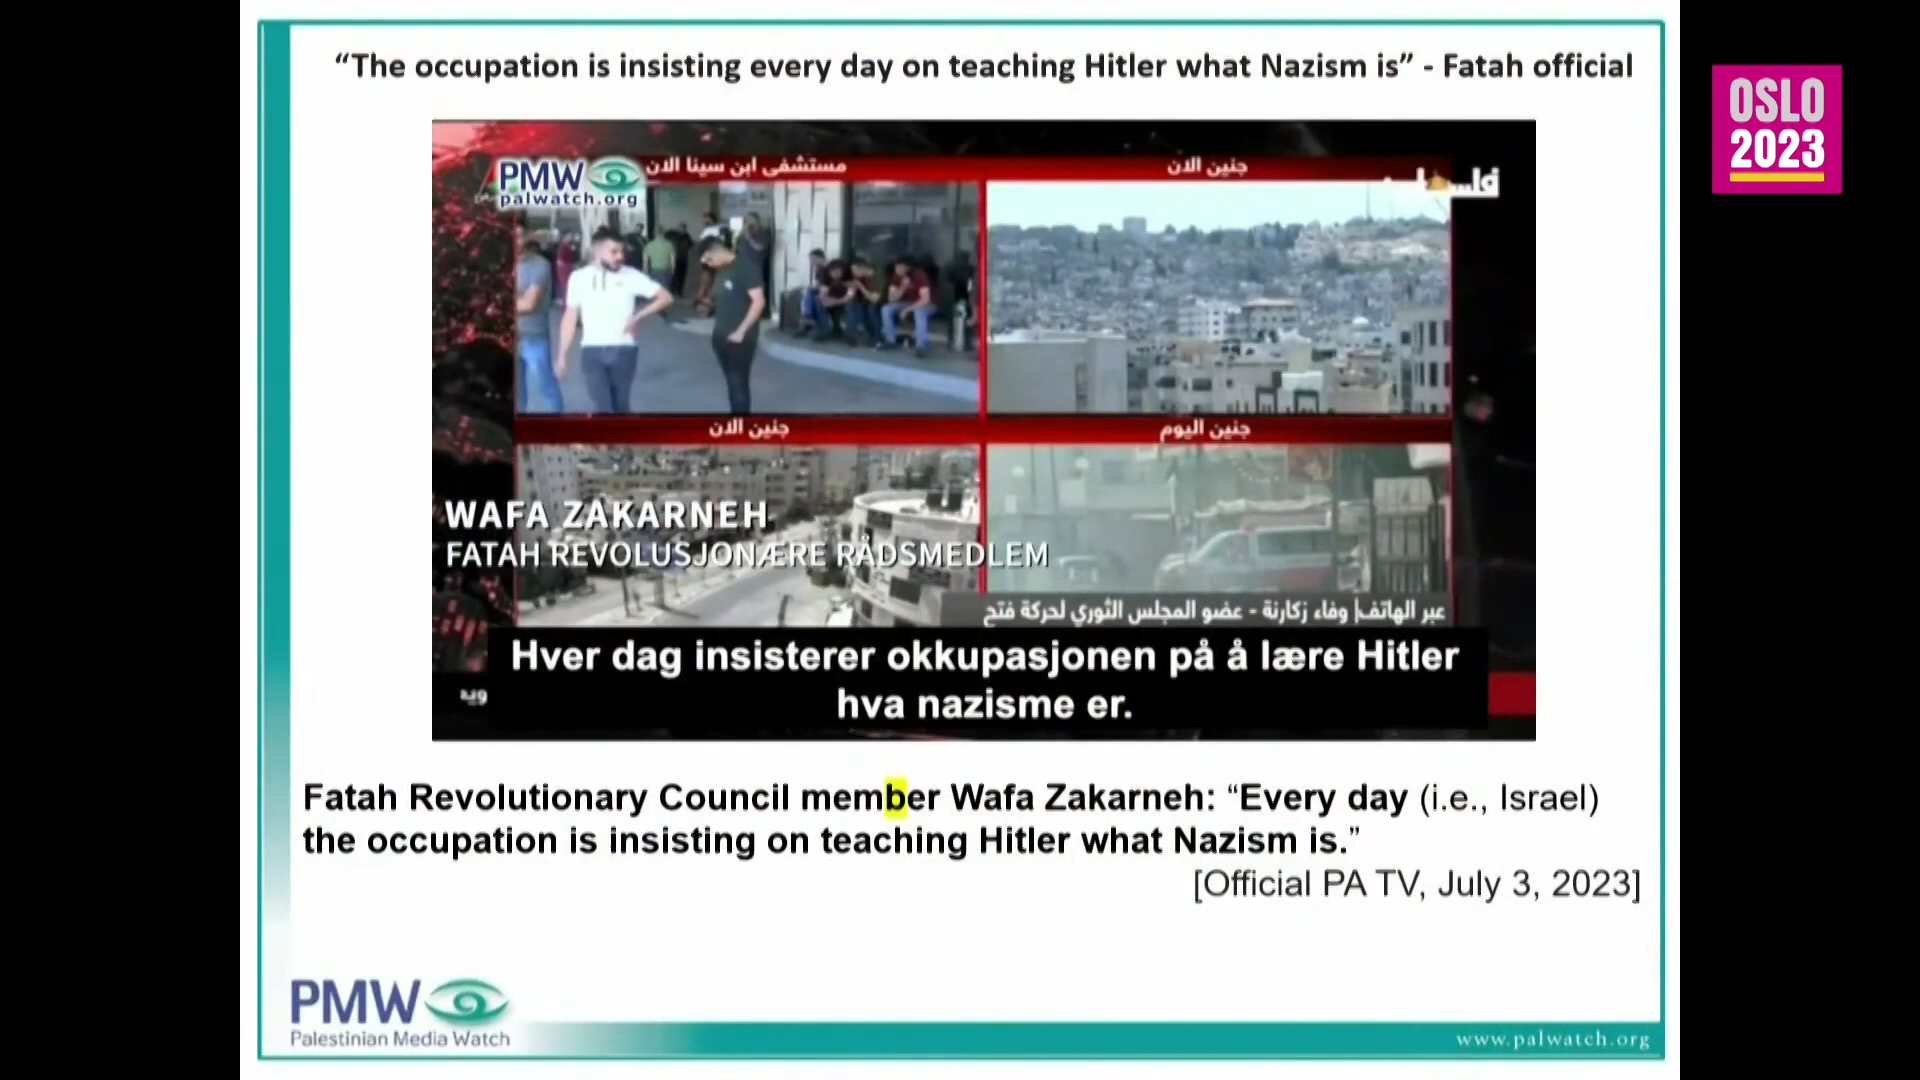 “The occupation is insisting every day on teaching Hitler what Nazism is” - Fatah official
OSLO
2023
PMW
palwatch.org
مستشفى ابن سينا الان
جنين الان
جنين الان
جنين اليوم
WAFA ZAKARNEH
FATAH REVOLUSJONÆRE RÅDSMEDLEM
عبر الهاتف| وفاء زكارنة - عضو المجلس الثوري لحركة فتح
Hver dag insisterer okkupasjonen på å lære Hitler
hva nazisme er.
Fatah Revolutionary Council member Wafa Zakarneh: “Every day (i.e., Israel)
the occupation is insisting on teaching Hitler what Nazism is.”
[Official PA TV, July 3, 2023]
PMW
Palestinian Media Watch
www.palwatch.org